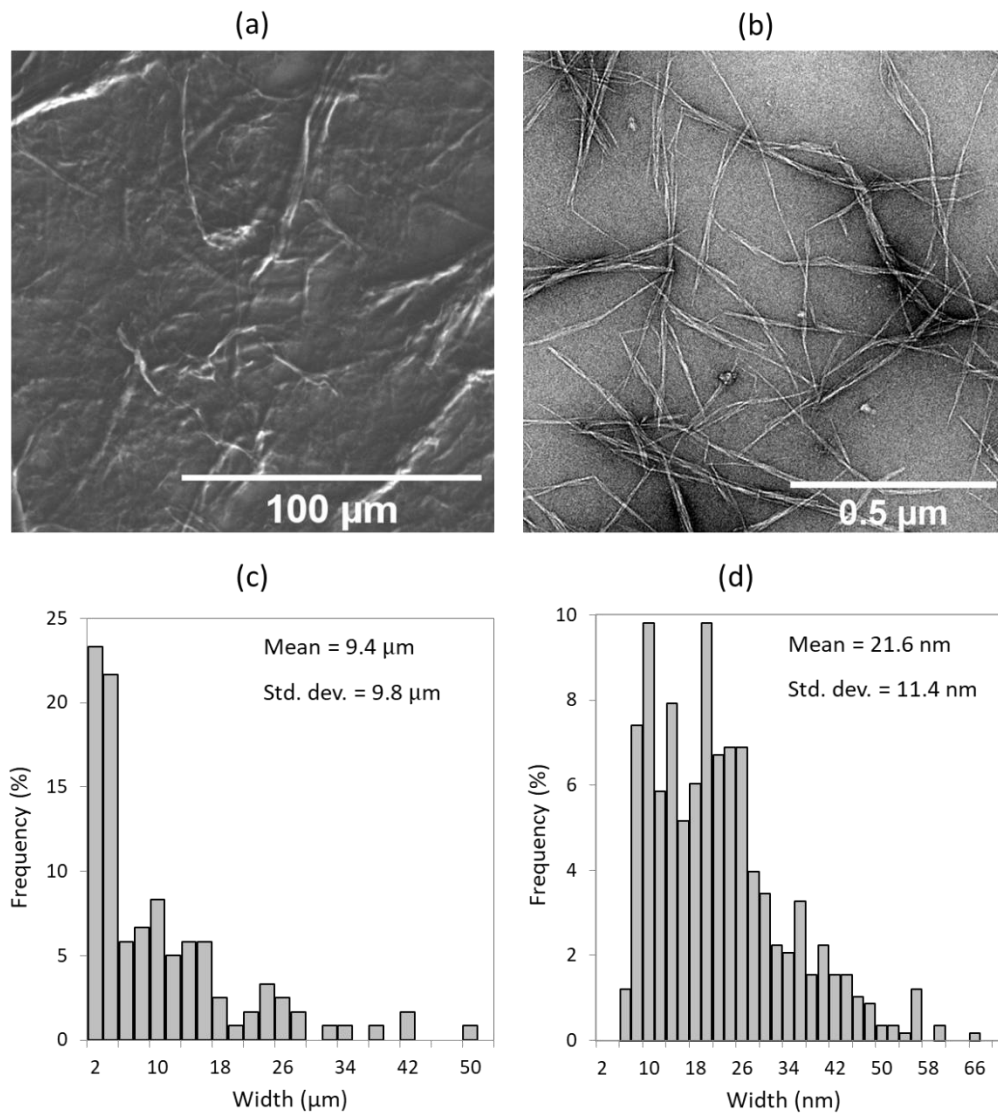 (a)
(b)
100 µm
0.5 µm
(c)
(d)
25
20
15
10
5
0
Frequency (%)
Mean = 9.4 µm
Std. dev. = 9.8 µm
2 10 18 26 34 42 50
Width (µm)
10
8
6
4
2
0
Frequency (%)
Mean = 21.6 nm
Std. dev. = 11.4 nm
2 10 18 26 34 42 50 58 66
Width (nm)